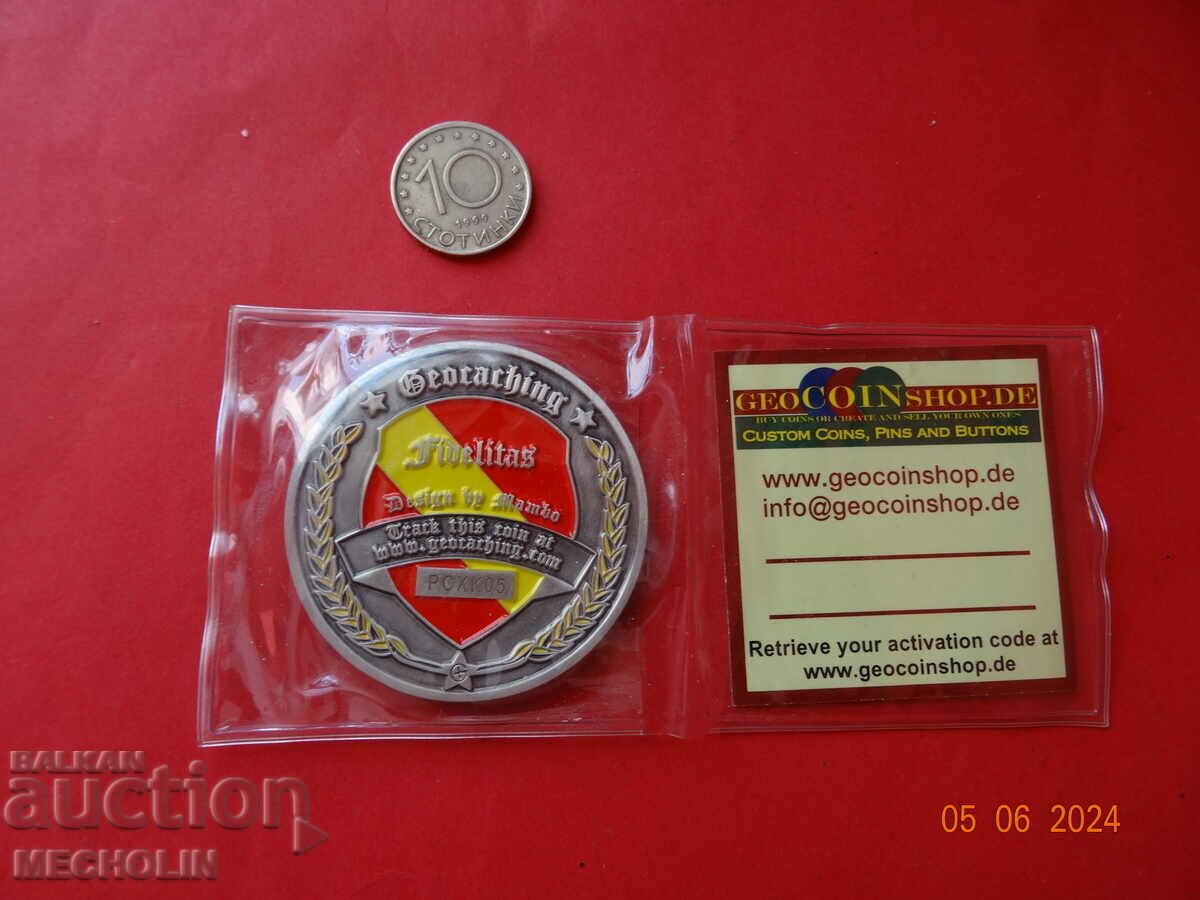 10
1999
СТОТИНКИ
Geocaching
Fidelitas
Design by Mambo
Track this coin at
www.geocaching.com
PCXK05
GEOCOINSHOP.DE
BUY COINS OR CREATE AND SELL YOUR OWN ONES
CUSTOM COINS, PINS AND BUTTONS
www.geocoinshop.de
info@geocoinshop.de
Retrieve your activation code at
www.geocoinshop.de
BALKAN
auction
MECHOLIN
05 06 2024